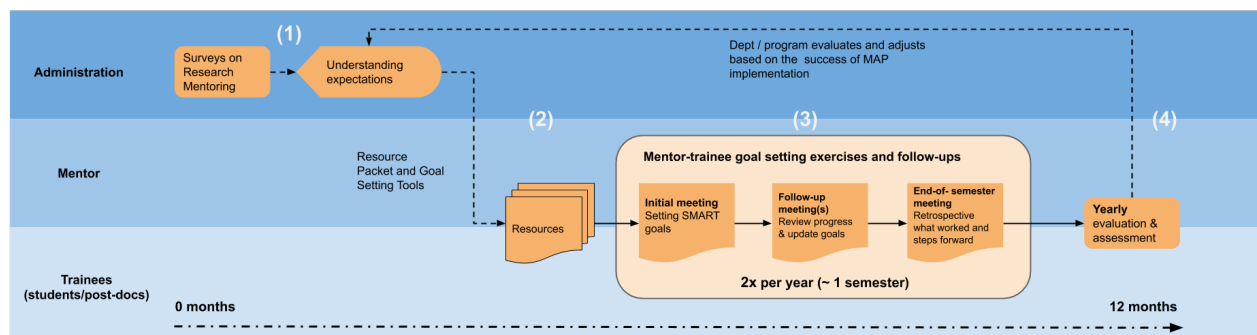 Administration
(1)
Surveys on
Research
Mentoring
Understanding
expectations
Dept / program evaluates and adjusts
based on the success of MAP
implementation
Mentor
Resource
Packet and Goal
Setting Tools
(2)
Resources
(3)
Mentor-trainee goal setting exercises and follow-ups
Initial meeting
Setting SMART
goals
Follow-up
meeting(s)
Review progress
& update goals
End-of- semester
meeting
Retrospective
what worked and
steps forward
2x per year (~ 1 semester)
(4)
Yearly
evaluation &
assessment
Trainees
(students/post-docs)
0 months
12 months